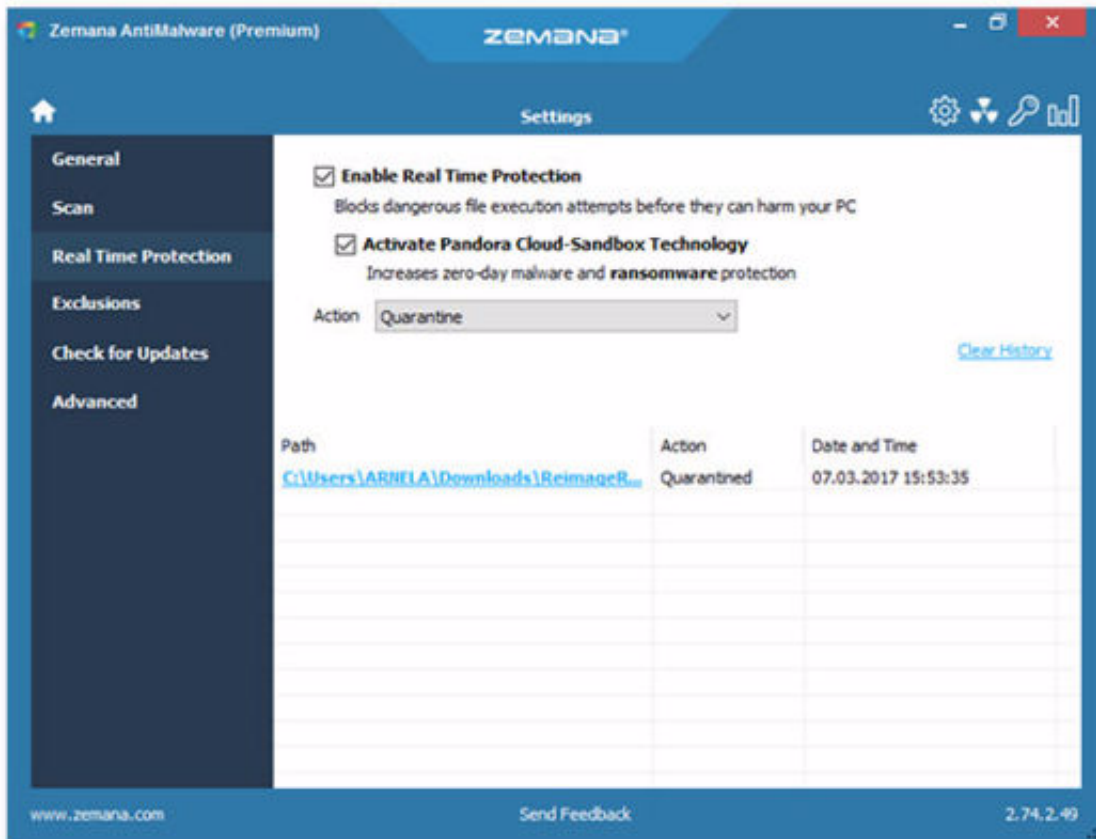 Zemana AntiMalware (Premium)
ZEMANA®
Settings
General
Scan
Real Time Protection
Exclusions
Check for Updates
Advanced
Enable Real Time Protection
Blocks dangerous file execution attempts before they can harm your PC
Activate Pandora Cloud-Sandbox Technology
Increases zero-day malware and ransomware protection
Action Quarantine
Clear History
Path Action Date and Time
C:\Users\ARNELA\Downloads\ReimageR... Quarantined 07.03.2017 15:53:35
www.zemana.com Send Feedback 2.74.2.49